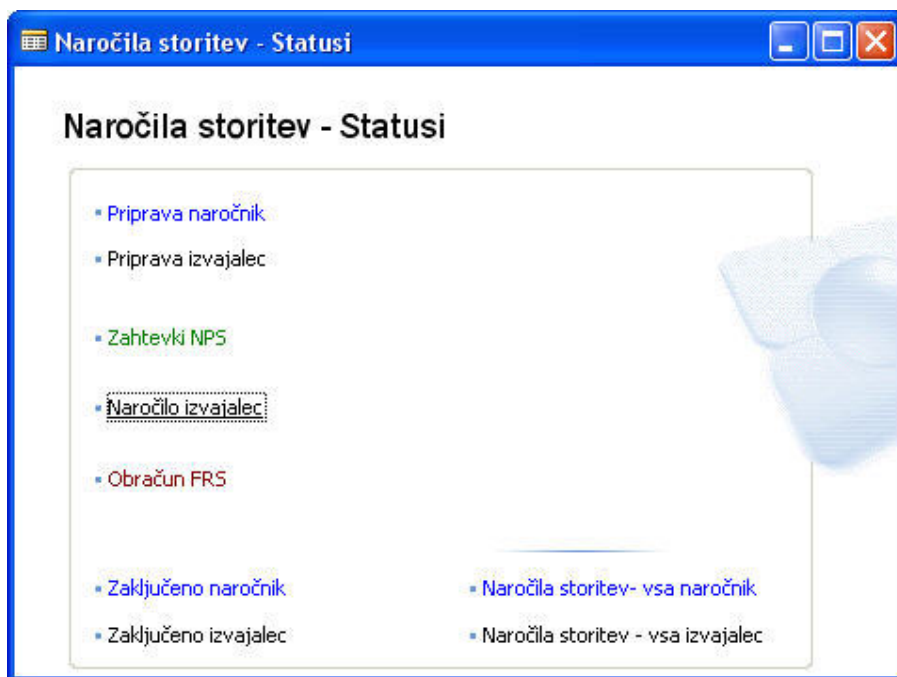 Naročila storitev - Statusi
Naročila storitev - Statusi
Priprava naročnik
Priprava izvajalec
Zahtevki NPS
Naročilo izvajalec
Obračun FRS
Zaključeno naročnik
Naročila storitev- vsa naročnik
Zaključeno izvajalec
Naročila storitev - vsa izvajalec